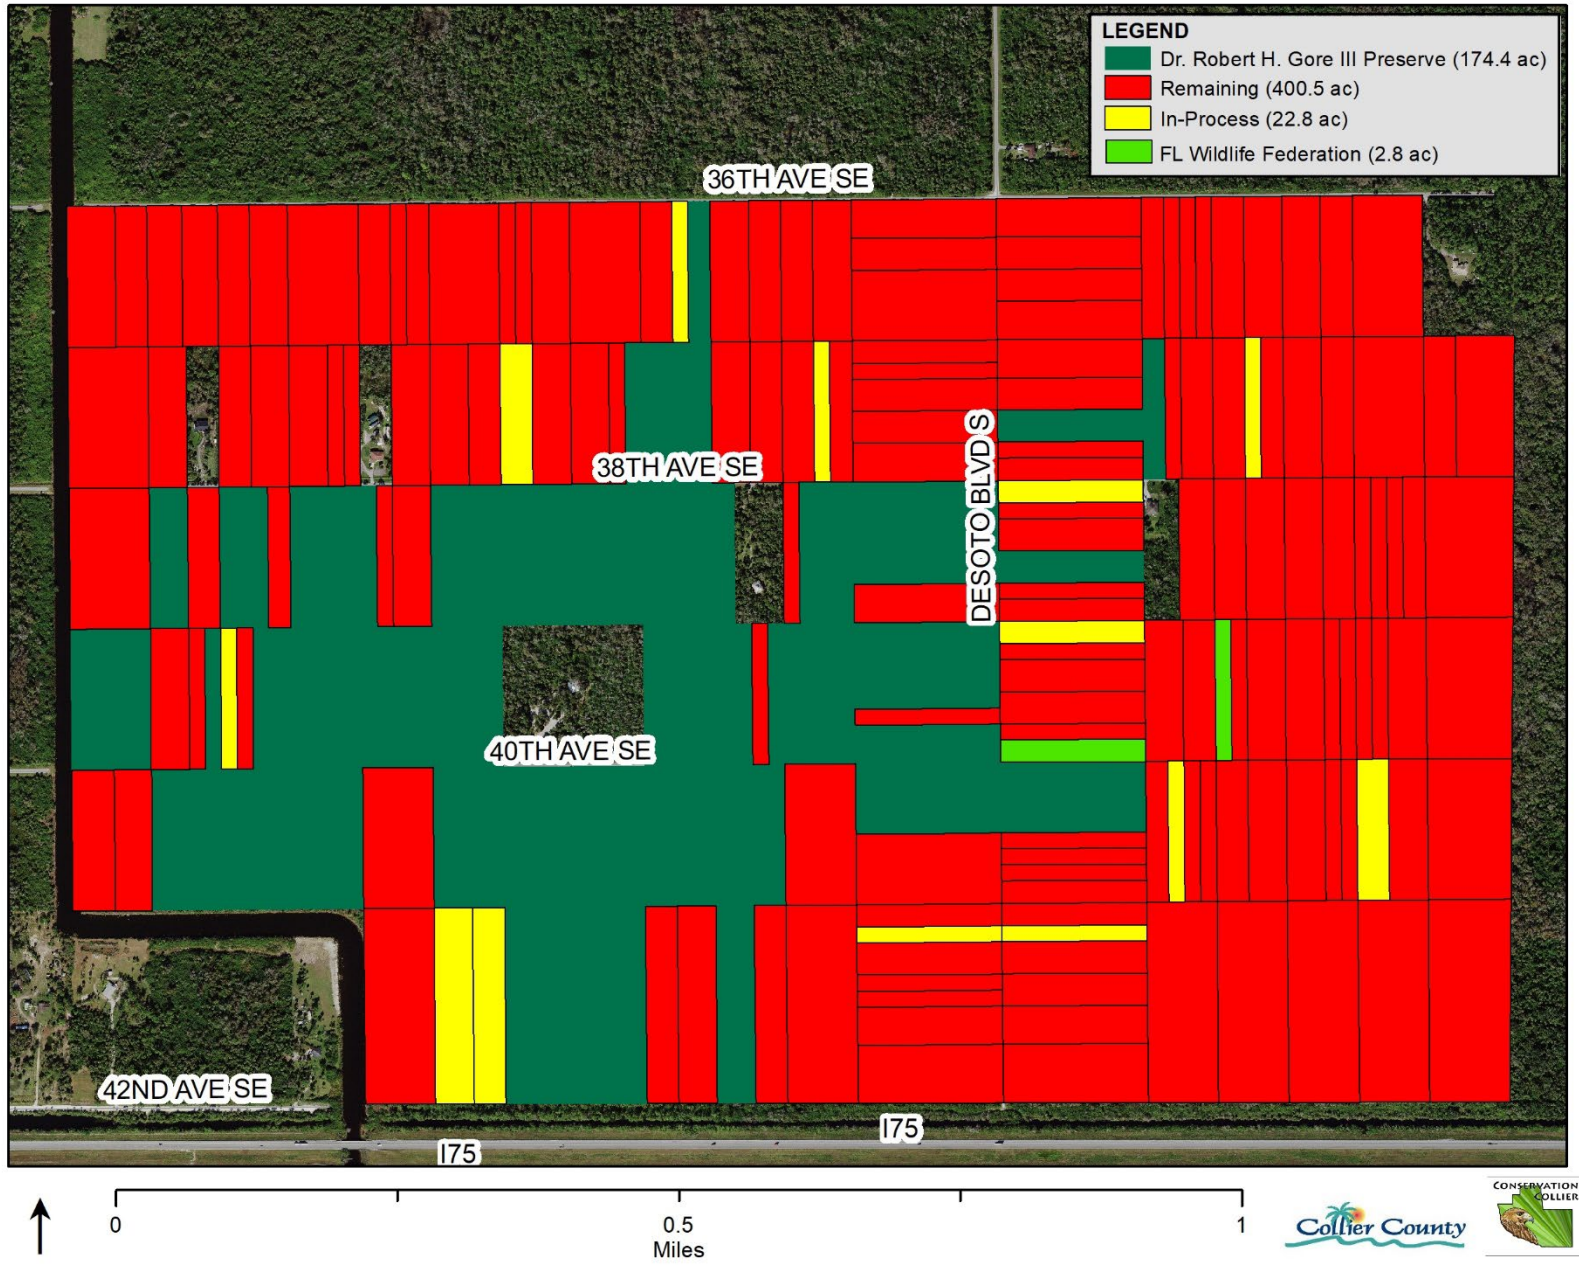 LEGEND
Dr. Robert H. Gore III Preserve (174.4 ac)
Remaining (400.5 ac)
In-Process (22.8 ac)
FL Wildlife Federation (2.8 ac)
36TH AVE SE
38TH AVE SE
DESOTO BLVD S
40TH AVE SE
42ND AVE SE
I75
I75
0
0.5
1
Miles
Collier County
CONSERVATION
COLLIER